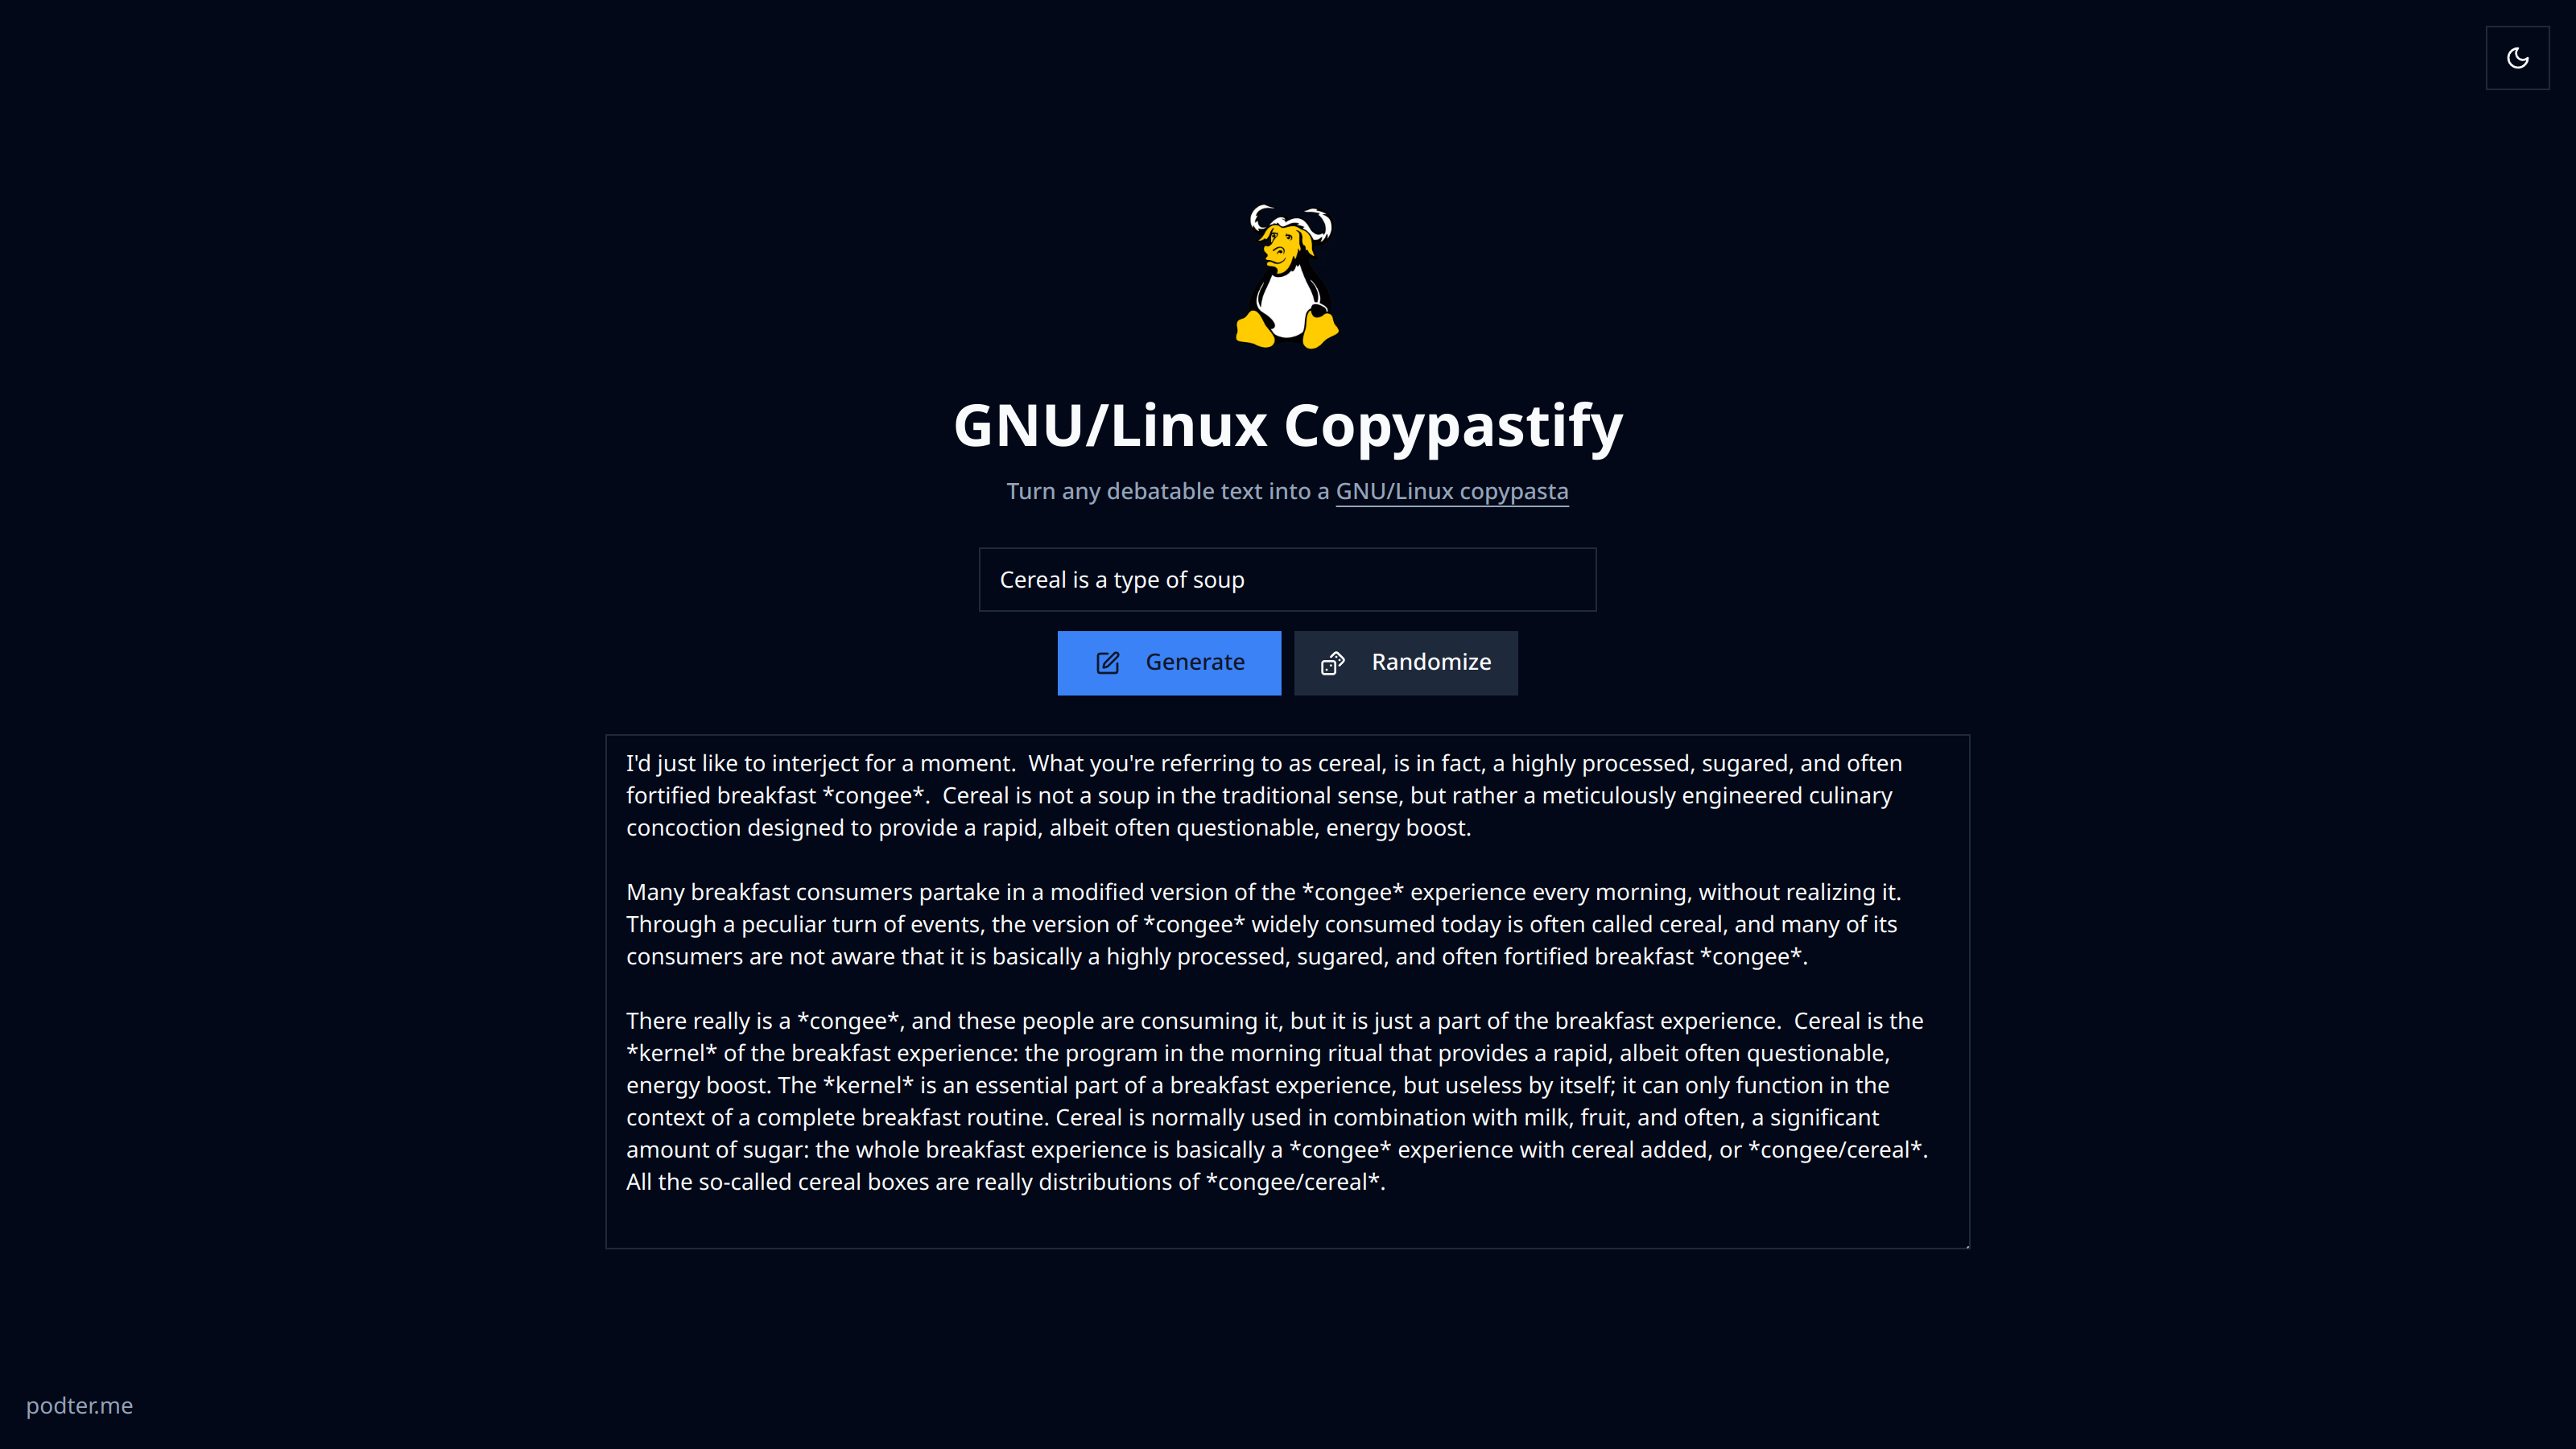 GNU/Linux Copypastify
Turn any debatable text into a GNU/Linux copypasta
Cereal is a type of soup
Generate
Randomize
I'd just like to interject for a moment.  What you're referring to as cereal, is in fact, a highly processed, sugared, and often
fortified breakfast *congee*.  Cereal is not a soup in the traditional sense, but rather a meticulously engineered culinary
concoction designed to provide a rapid, albeit often questionable, energy boost.
Many breakfast consumers partake in a modified version of the *congee* experience every morning, without realizing it.
Through a peculiar turn of events, the version of *congee* widely consumed today is often called cereal, and many of its
consumers are not aware that it is basically a highly processed, sugared, and often fortified breakfast *congee*.
There really is a *congee*, and these people are consuming it, but it is just a part of the breakfast experience.  Cereal is the
*kernel* of the breakfast experience: the program in the morning ritual that provides a rapid, albeit often questionable,
energy boost. The *kernel* is an essential part of a breakfast experience, but useless by itself; it can only function in the
context of a complete breakfast routine. Cereal is normally used in combination with milk, fruit, and often, a significant
amount of sugar: the whole breakfast experience is basically a *congee* experience with cereal added, or *congee/cereal*.
All the so-called cereal boxes are really distributions of *congee/cereal*.
podter.me